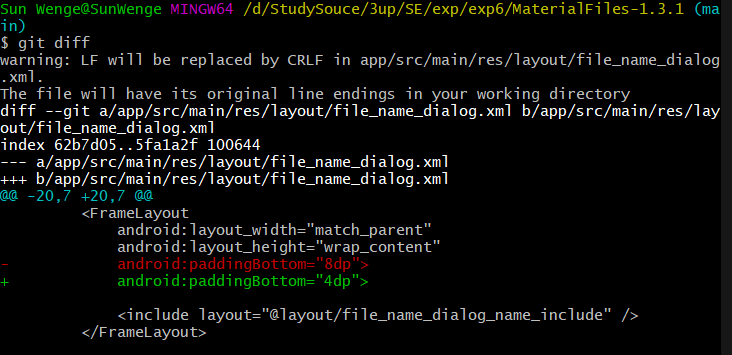 Sun Wenge@SunWenge MINGW64 /d/StudySouce/3up/SE/exp/exp6/MaterialFiles-1.3.1 (ma
in)
$ git diff
warning: LF will be replaced by CRLF in app/src/main/res/layout/file_name_dialog
.xml.
The file will have its original line endings in your working directory
diff --git a/app/src/main/res/layout/file_name_dialog.xml b/app/src/main/res/lay
out/file_name_dialog.xml
index 62b7d05..5fa1a2f 100644
--- a/app/src/main/res/layout/file_name_dialog.xml
+++ b/app/src/main/res/layout/file_name_dialog.xml
@@ -20,7 +20,7 @@
         <FrameLayout
             android:layout_width="match_parent"
             android:layout_height="wrap_content"
-            android:paddingBottom="8dp">
+            android:paddingBottom="4dp">
             <include layout="@layout/file_name_dialog_name_include" />
         </FrameLayout>